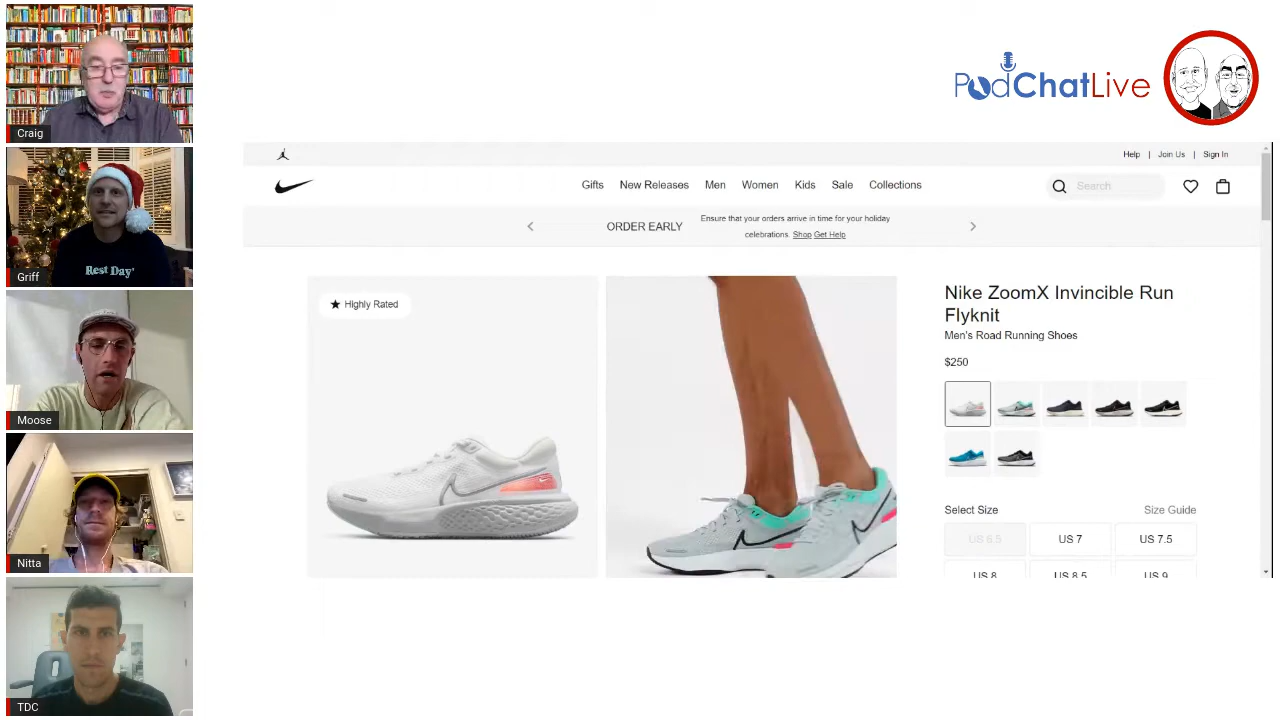 Craig
Griff
Rest Day
Moose
Nitta
TDC
PodChatLive
Help | Join Us | Sign In
Gifts New Releases Men Women Kids Sale Collections
Search
ORDER EARLY
Ensure that your orders arrive in time for your holiday
celebrations. Shop Get Help
Highly Rated
Nike ZoomX Invincible Run
Flyknit
Men's Road Running Shoes
$250
Select Size
Size Guide
US 6.5 US 7 US 7.5
US 8 US 8.5 US 9